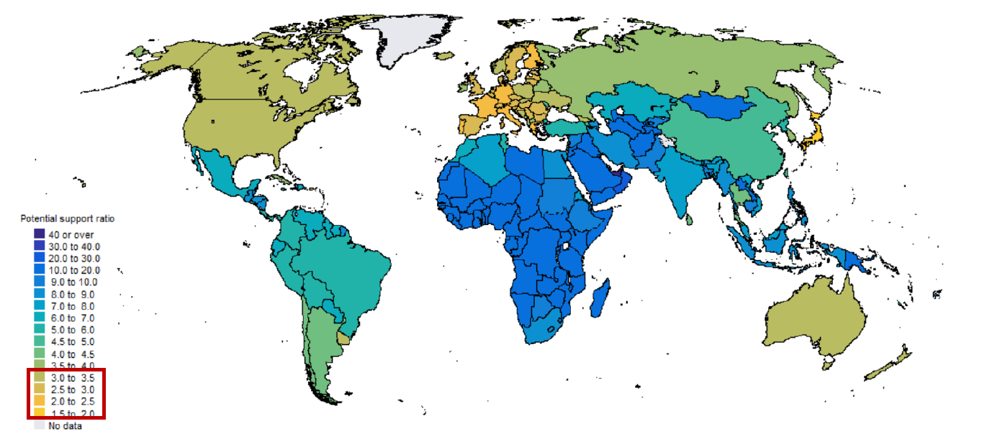 Potential support ratio
40 or over
30.0 to 40.0
20.0 to 30.0
10.0 to 20.0
9.0 to 10.0
8.0 to 9.0
7.0 to 8.0
6.0 to 7.0
5.0 to 6.0
4.5 to 5.0
4.0 to 4.5
3.5 to 4.0
3.0 to 3.5
2.5 to 3.0
2.0 to 2.5
1.5 to 2.0
No data